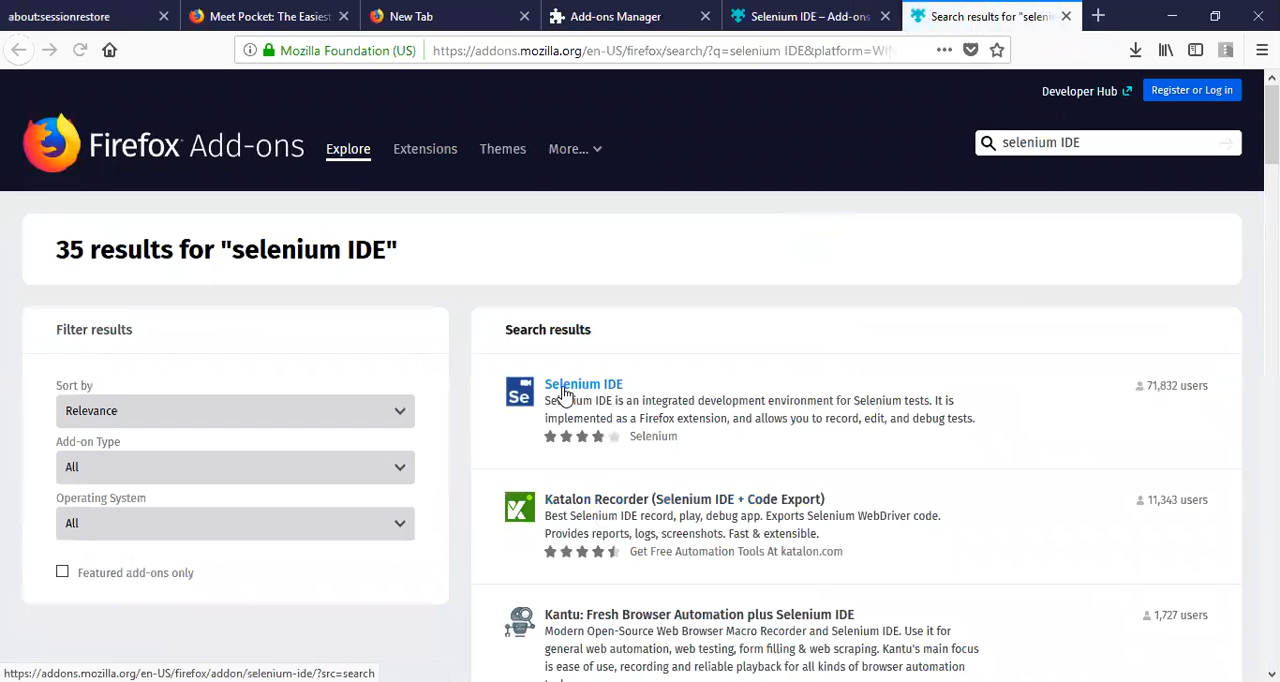 about:sessionrestore
Meet Pocket: The Easiest
New Tab
Add-ons Manager
Selenium IDE – Add-ons
Search results for "seleni
Mozilla Foundation (US)
https://addons.mozilla.org/en-US/firefox/search/?q=selenium IDE&platform=WIN
Developer Hub
Register or Log in
Firefox Add-ons
Explore
Extensions
Themes
More...
selenium IDE
35 results for "selenium IDE"
Filter results
Sort by
Relevance
Add-on Type
All
Operating System
All
Featured add-ons only
Search results
Se
Selenium IDE
71,832 users
Selenium IDE is an integrated development environment for Selenium tests. It is
implemented as a Firefox extension, and allows you to record, edit, and debug tests.
Selenium
Katalon Recorder (Selenium IDE + Code Export)
11,343 users
Best Selenium IDE record, play, debug app. Exports Selenium WebDriver code.
Provides reports, logs, screenshots. Fast & extensible.
Get Free Automation Tools At katalon.com
Kantu: Fresh Browser Automation plus Selenium IDE
1,727 users
Modern Open-Source Web Browser Macro Recorder and Selenium IDE. Use it for
general web automation, web testing, form filling & web scraping. Kantu's main focus
is ease of use, recording and reliable playback for all kinds of browser automation
https://addons.mozilla.org/en-US/firefox/addon/selenium-ide/?src=search